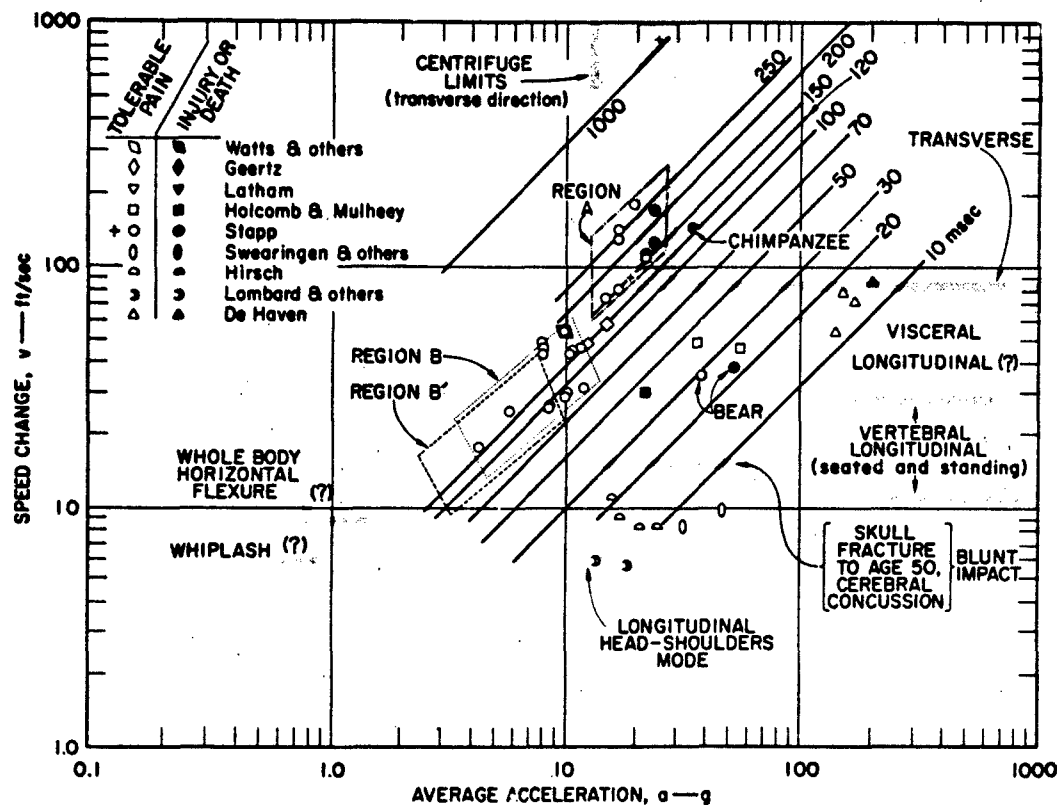 1000
100
10
1.0
SPEED CHANGE, v — ft/sec
TOLERABLE
PAIN
INJURY OR
DEATH
Watts & others
Geertz
Latham
Holcomb & Mulheey
+ Stapp
Swearingen & others
Hirsch
Lombard & others
De Haven
CENTRIFUGE
LIMITS
(transverse direction)
1000
250
200
150
120
100
70
50
30
20
10 msec
TRANSVERSE
REGION
A
CHIMPANZEE
REGION B
REGION B'
BEAR
VISCERAL
LONGITUDINAL (?)
VERTEBRAL
LONGITUDINAL
(seated and standing)
WHOLE BODY
HORIZONTAL
FLEXURE (?)
WHIPLASH (?)
SKULL
FRACTURE
TO AGE 50,
CEREBRAL
CONCUSSION
BLUNT
IMPACT
LONGITUDINAL
HEAD-SHOULDERS
MODE
0.1
1.0
10
100
1000
AVERAGE ACCELERATION, a — g